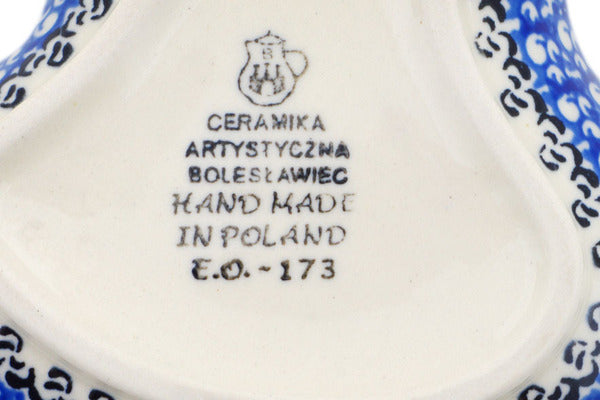 CERAMIKA
ARTYSTYCZNA
BOLESŁAWIEC
HAND MADE
IN POLAND
E.O.-173